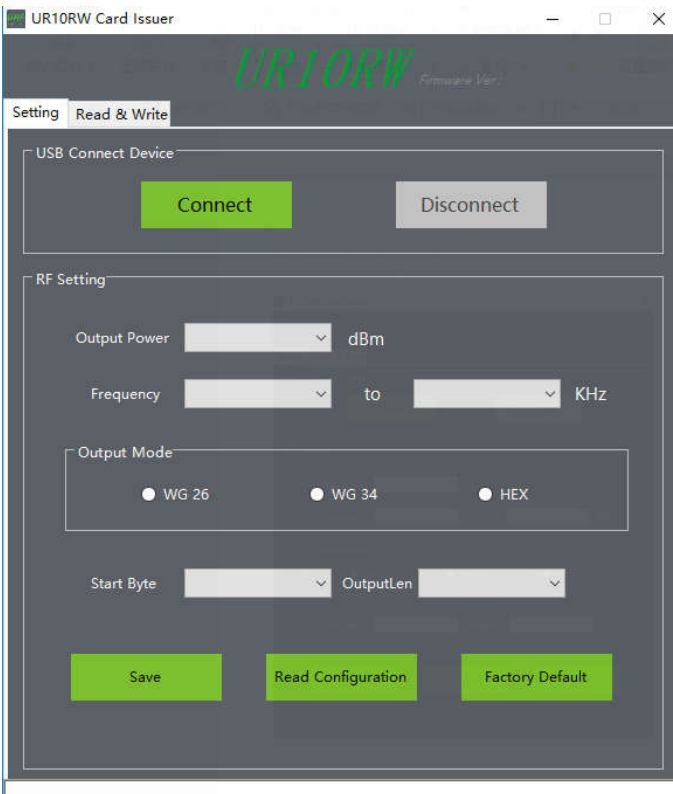 UR10RW Card Issuer
UR10RW Firmware Ver:
Setting Read & Write
USB Connect Device
Connect Disconnect
RF Setting
Output Power dBm
Frequency to KHz
Output Mode
WG 26 WG 34 HEX
Start Byte OutputLen
Save Read Configuration Factory Default